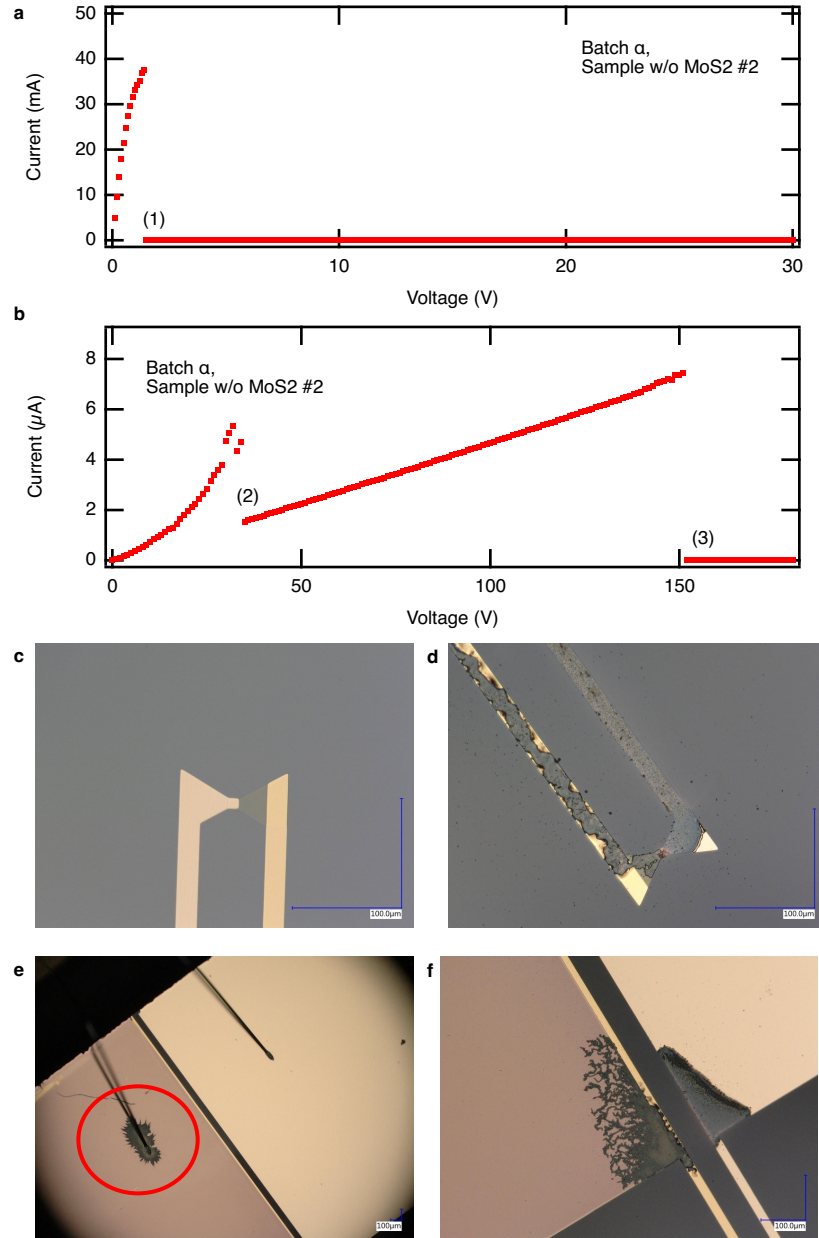 a
50
40
30
20
10
0
Current (mA)
Batch α,
Sample w/o MoS2 #2
(1)
0
10
20
30
Voltage (V)
b
8
6
4
2
0
Current (µA)
Batch α,
Sample w/o MoS2 #2
(2)
(3)
0
50
100
150
Voltage (V)
c
100.0µm
d
100.0µm
e
100µm
f
100.0µm